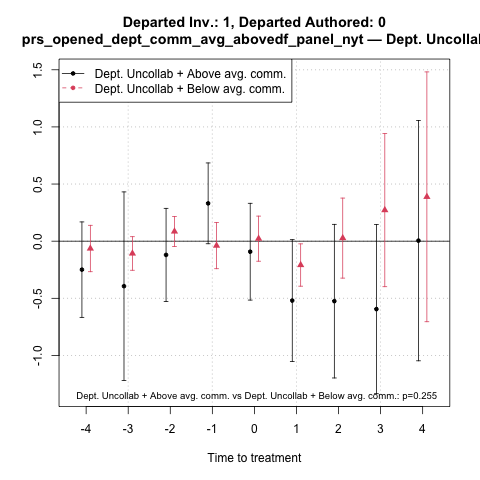 Departed Inv.: 1, Departed Authored: 0
prs_opened_dept_comm_avg_abovedf_panel_nyt — Dept. Uncollal
Dept. Uncollab + Above avg. comm.
Dept. Uncollab + Below avg. comm.
1.5
1.0
0.5
0.0
-0.5
-1.0
Dept. Uncollab + Above avg. comm. vs Dept. Uncollab + Below avg. comm.: p=0.255
-4 -3 -2 -1 0 1 2 3 4
Time to treatment